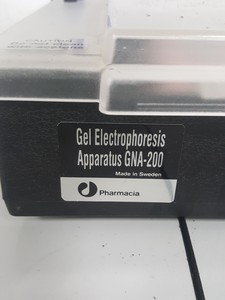 Gel Electrophoresis
Apparatus GNA-200
Made in Sweden
Pharmacia